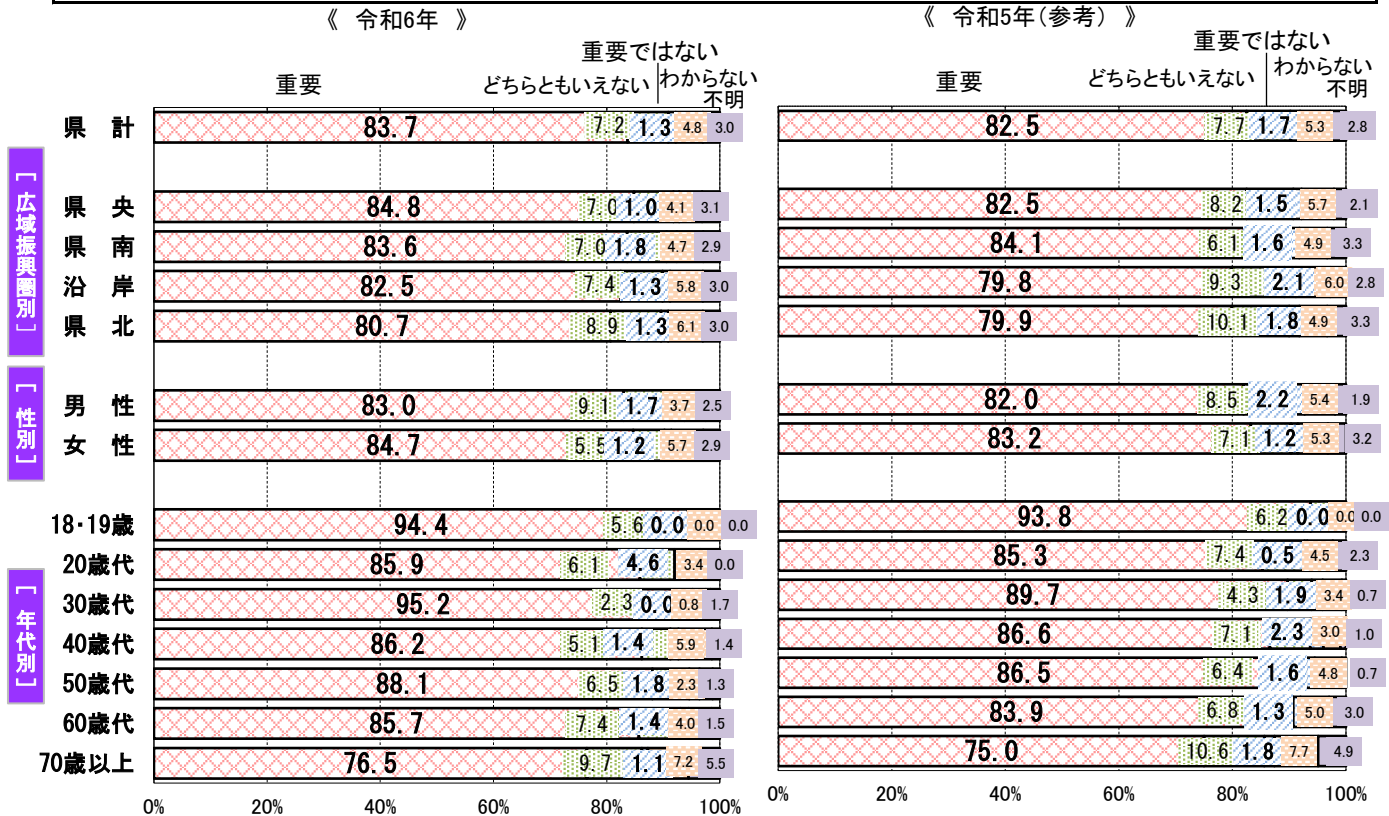 《 令和6年 》
重要ではない
重要 どちらともいえない わからない
不明
県 計 83.7 7.2 1.3 4.8 3.0
[広域振興圏別]
県 央 84.8 7.0 1.0 4.1 3.1
県 南 83.6 7.0 1.8 4.7 2.9
沿 岸 82.5 7.4 1.3 5.8 3.0
県 北 80.7 8.9 1.3 6.1 3.0
[性別]
男 性 83.0 9.1 1.7 3.7 2.5
女 性 84.7 5.5 1.2 5.7 2.9
[年代別]
18・19歳 94.4 5.6 0.0 0.0 0.0
20歳代 85.9 6.1 4.6 3.4 0.0
30歳代 95.2 2.3 0.0 0.8 1.7
40歳代 86.2 5.1 1.4 5.9 1.4
50歳代 88.1 6.5 1.8 2.3 1.3
60歳代 85.7 7.4 1.4 4.0 1.5
70歳以上 76.5 9.7 1.1 7.2 5.5
0% 20% 40% 60% 80% 100%
《 令和5年(参考) 》
重要ではない
重要 どちらともいえない わからない
不明
82.5 7.7 1.7 5.3 2.8
82.5 8.2 1.5 5.7 2.1
84.1 6.1 1.6 4.9 3.3
79.8 9.3 2.1 6.0 2.8
79.9 10.1 1.8 4.9 3.3
82.0 8.5 2.2 5.4 1.9
83.2 7.1 1.2 5.3 3.2
93.8 6.2 0.0 0.0 0.0
85.3 7.4 0.5 4.5 2.3
89.7 4.3 1.9 3.4 0.7
86.6 7.1 2.3 3.0 1.0
86.5 6.4 1.6 4.8 0.7
83.9 6.8 1.3 5.0 3.0
75.0 10.6 1.8 7.7 4.9
0% 20% 40% 60% 80% 100%